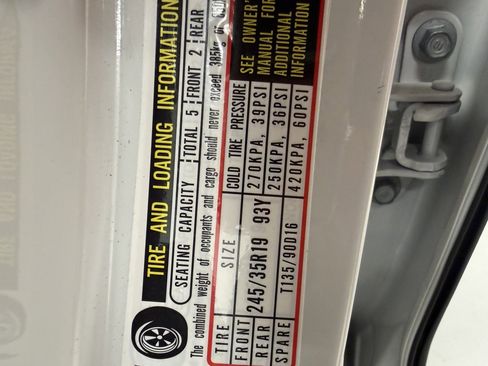 TIRE AND LOADING INFORMATION
SEATING CAPACITY TOTAL 5 FRONT 2 REAR
The combined weight of occupants and cargo should never exceed 385kg or
TIRE SIZE COLD TIRE PRESSURE
FRONT 245/35R19 93Y 270KPA, 39PSI
REAR 250KPA, 36PSI
SPARE T135/90D16 420KPA, 60PSI
SEE OWNER'S
MANUAL FOR
ADDITIONAL
INFORMATION